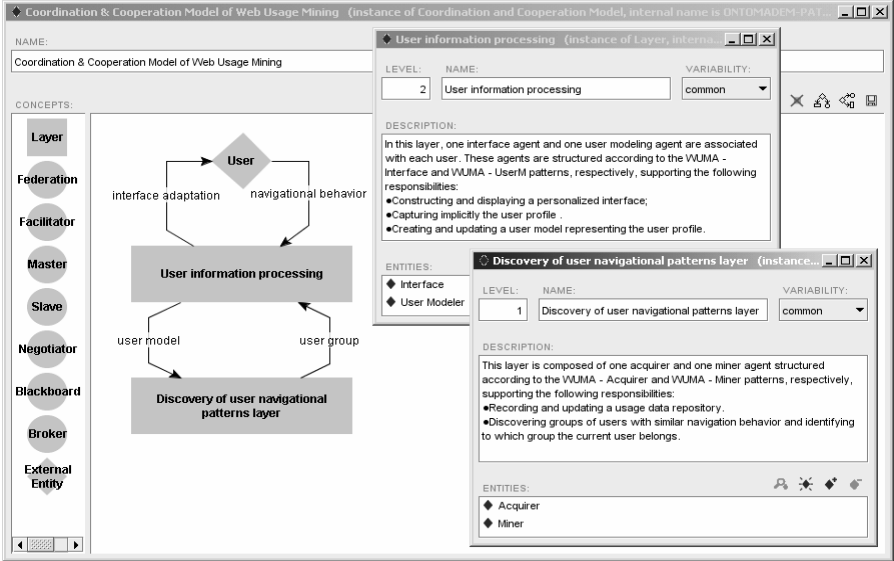 Coordination & Cooperation Model of Web Usage Mining (instance of Coordination and Cooperation Model, internal name is ONTOMADEM-PAT...
NAME:
Coordination & Cooperation Model of Web Usage Mining
CONCEPTS:
Layer
Federation
Facilitator
Master
Slave
Negotiator
Blackboard
Broker
External
Entity
User
interface adaptation
navigational behavior
User information processing
user model
user group
Discovery of user navigational
patterns layer
User information processing (instance of Layer, interna...
LEVEL:
NAME:
VARIABILITY:
2
User information processing
common
DESCRIPTION:
In this layer, one interface agent and one user modeling agent are associated
with each user. These agents are structured according to the WUMA -
Interface and WUMA - UserM patterns, respectively, supporting the following
responsibilities:
●Constructing and displaying a personalized interface;
●Capturing implicitly the user profile .
●Creating and updating a user model representing the user profile.
ENTITIES:
Interface
User Modeler
Discovery of user navigational patterns layer (instance...
LEVEL:
NAME:
VARIABILITY:
1
Discovery of user navigational patterns layer
common
DESCRIPTION:
This layer is composed of one acquirer and one miner agent structured
according to the WUMA - Acquirer and WUMA - Miner patterns, respectively,
supporting the following responsibilities:
●Recording and updating a usage data repository.
●Discovering groups of users with similar navigation behavior and identifying
to which group the current user belongs.
ENTITIES:
Acquirer
Miner